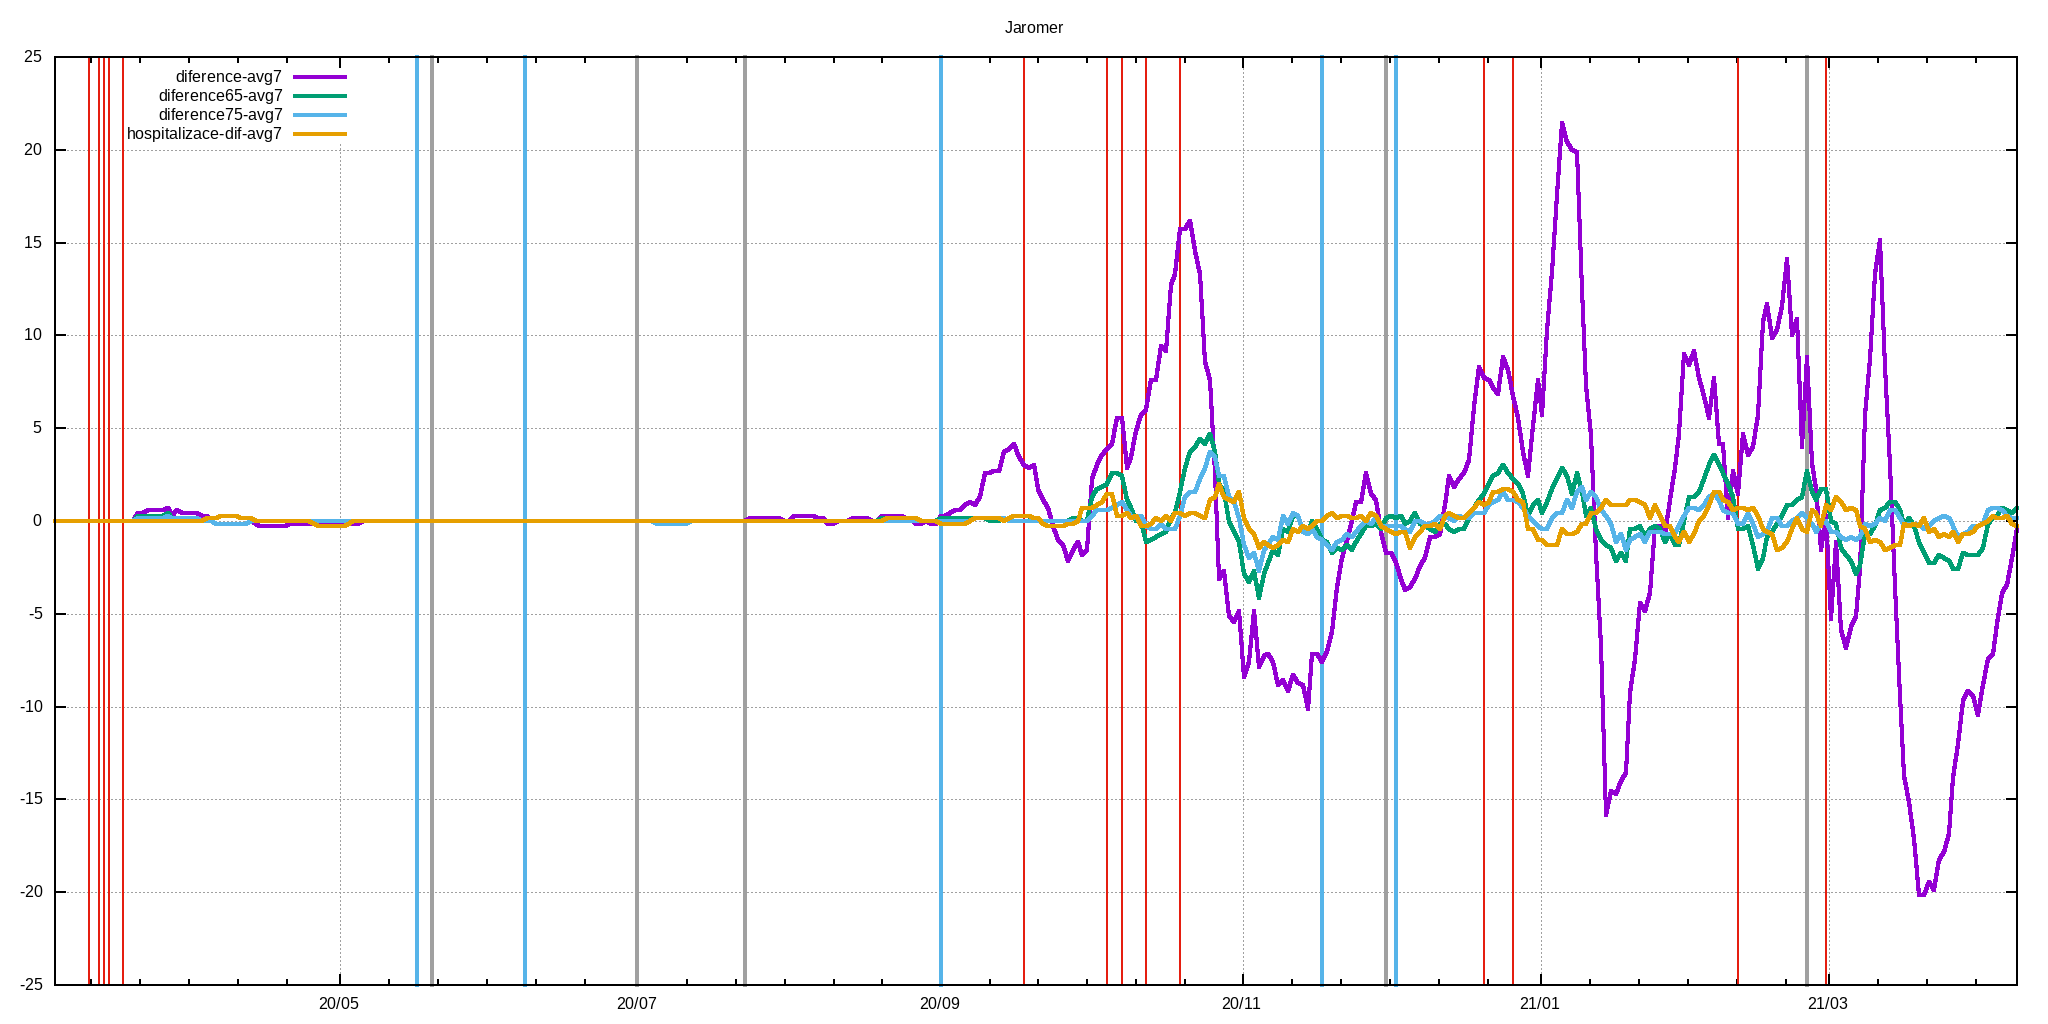 Jaromer
25
diference-avg7
diference65-avg7
diference75-avg7
hospitalizace-dif-avg7
20
15
10
5
0
-5
-10
-15
-20
-25
20/05 20/07 20/09 20/11 21/01 21/03